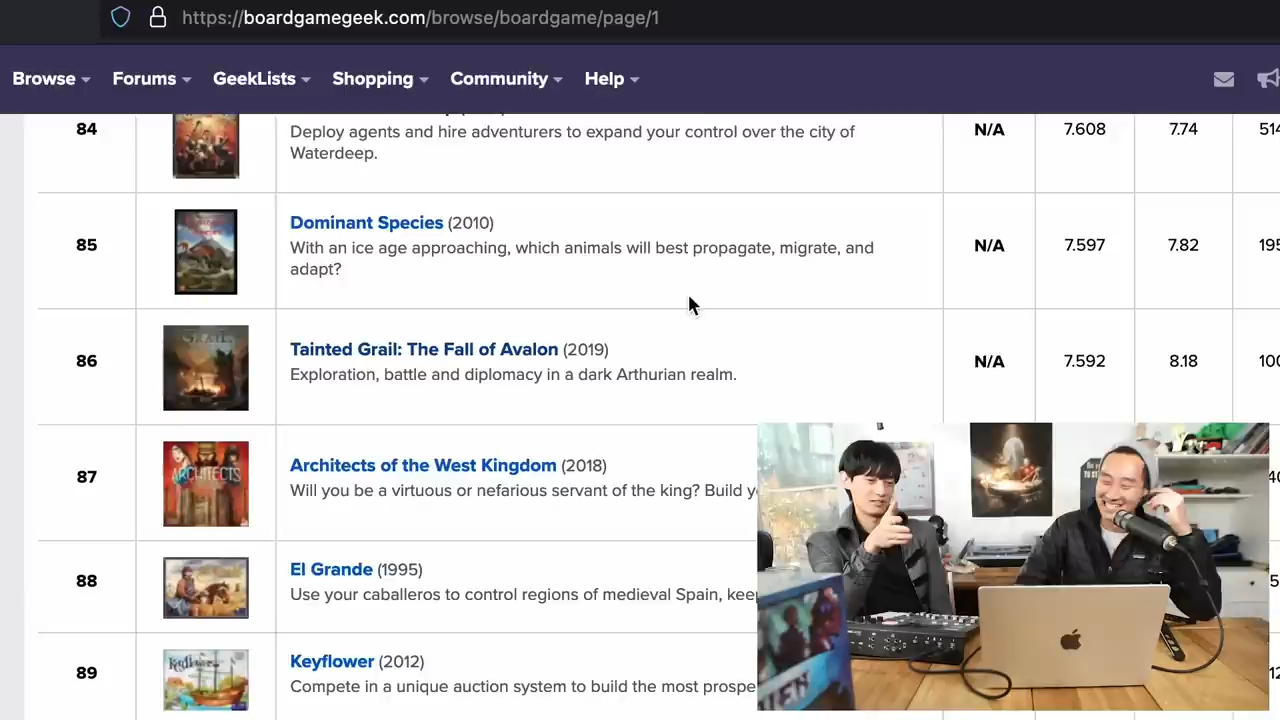 https://boardgamegeek.com/browse/boardgame/page/1
Browse Forums GeekLists Shopping Community Help
84
Deploy agents and hire adventurers to expand your control over the city of
Waterdeep.
N/A 7.608 7.74 514
85
Dominant Species (2010)
With an ice age approaching, which animals will best propagate, migrate, and
adapt?
N/A 7.597 7.82 195
86
GRAIL
Tainted Grail: The Fall of Avalon (2019)
Exploration, battle and diplomacy in a dark Arthurian realm.
N/A 7.592 8.18 100
87
ARCHITECTS
Architects of the West Kingdom (2018)
Will you be a virtuous or nefarious servant of the king? Build y
88
El Grande (1995)
Use your caballeros to control regions of medieval Spain, kee
89
Keyflower
Keyflower (2012)
Compete in a unique auction system to build the most prospe